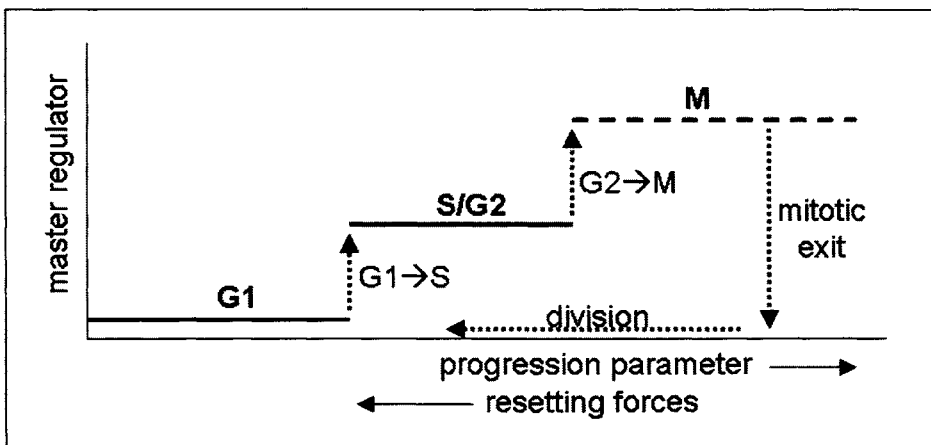 master regulator
M
G2→M
S/G2
mitotic
exit
G1→S
G1
division
progression parameter
resetting forces